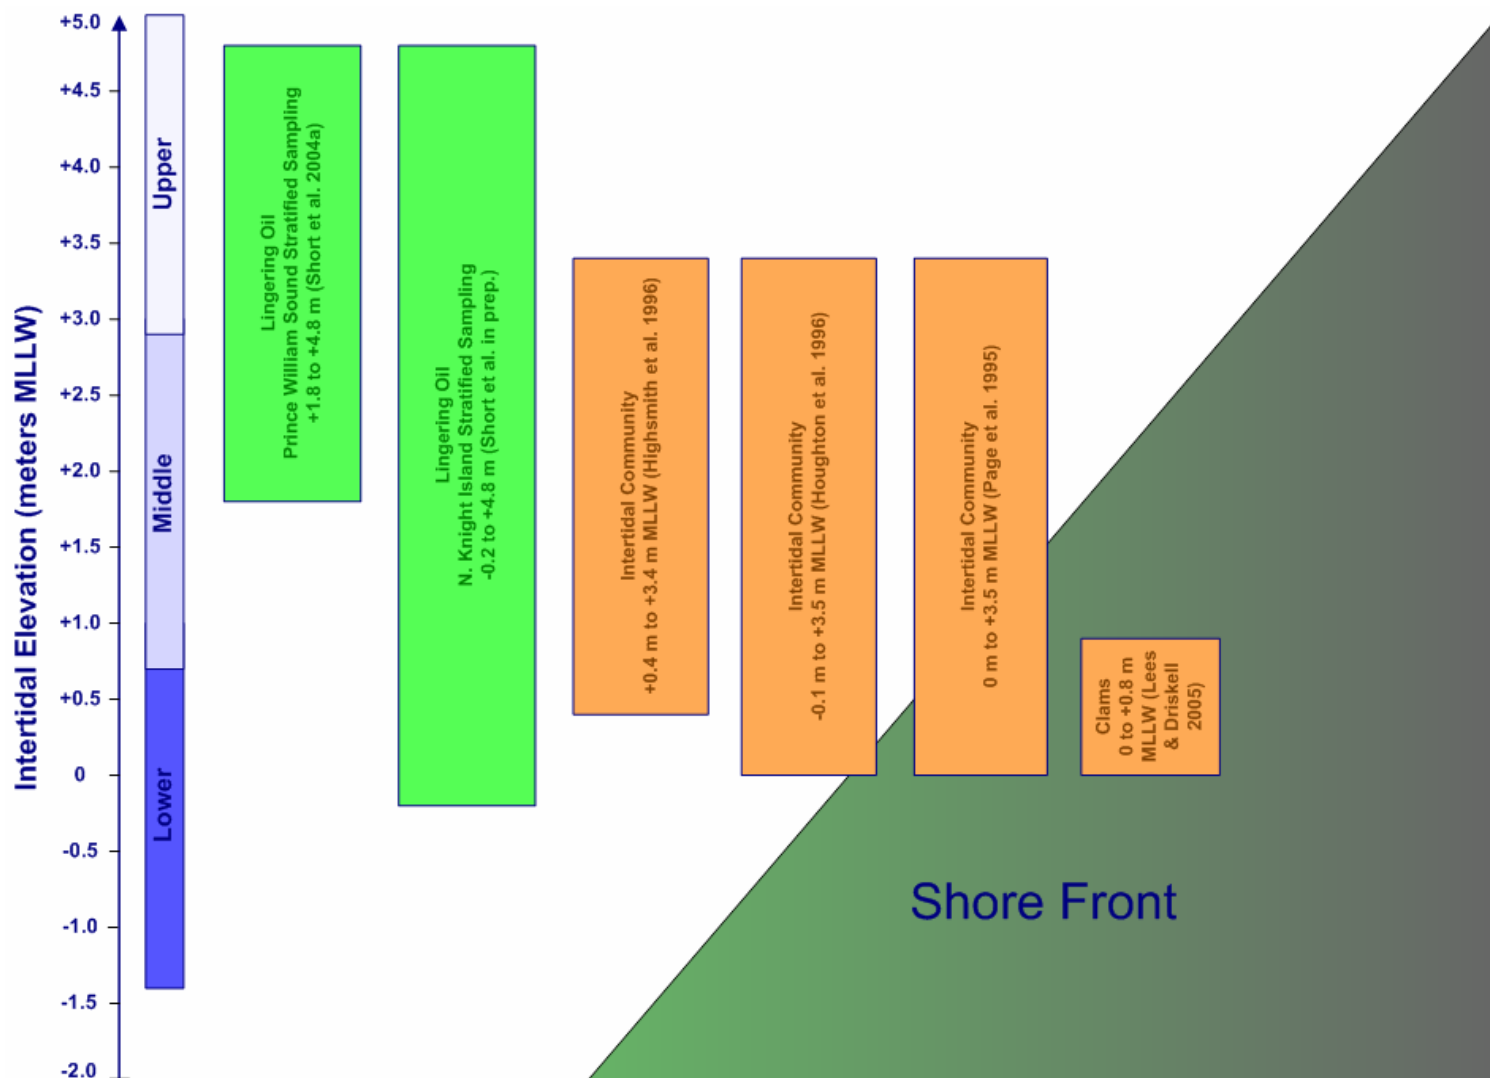 Intertidal Elevation (meters MLLW)
+5.0
+4.5
+4.0
+3.5
+3.0
+2.5
+2.0
+1.5
+1.0
+0.5
0
-0.5
-1.0
-1.5
-2.0
Upper
Middle
Lower
Lingering Oil
Prince William Sound Stratified Sampling
+1.8 to +4.8 m (Short et al. 2004a)
Lingering Oil
N. Knight Island Stratified Sampling
-0.2 to +4.8 m (Short et al. in prep.)
Intertidal Community
+0.4 m to +3.4 m MLLW (Highsmith et al. 1996)
Intertidal Community
-0.1 m to +3.5 m MLLW (Houghton et al. 1996)
Intertidal Community
0 m to +3.5 m MLLW (Page et al. 1995)
Clams
0 to +0.8 m
MLLW (Lees
& Driskell
2005)
Shore Front